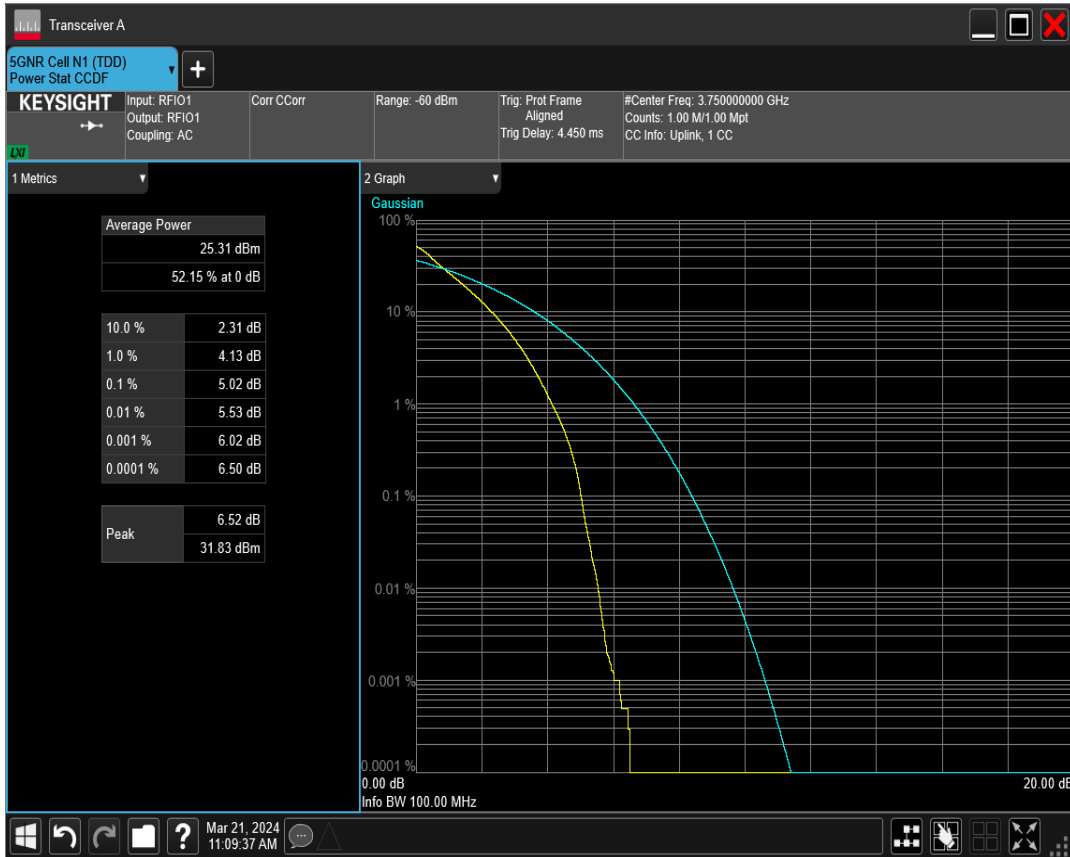 Transceiver A
5GNR Cell N1 (TDD)
Power Stat CCDF
+
KEYSIGHT
LXI
Input: RFIO1
Output: RFIO1
Coupling: AC
Corr CCorr
Range: -60 dBm
Trig: Prot Frame
Aligned
Trig Delay: 4.450 ms
#Center Freq: 3.750000000 GHz
Counts: 1.00 M/1.00 Mpt
CC Info: Uplink, 1 CC
1 Metrics
Average Power
25.31 dBm
52.15 % at 0 dB
10.0 % 2.31 dB
1.0 % 4.13 dB
0.1 % 5.02 dB
0.01 % 5.53 dB
0.001 % 6.02 dB
0.0001 % 6.50 dB
Peak
6.52 dB
31.83 dBm
2 Graph
Gaussian
100 %
10 %
1 %
0.1 %
0.01 %
0.001 %
0.0001 %
0.00 dB 20.00 dB
Info BW 100.00 MHz
?
Mar 21, 2024
11:09:37 AM